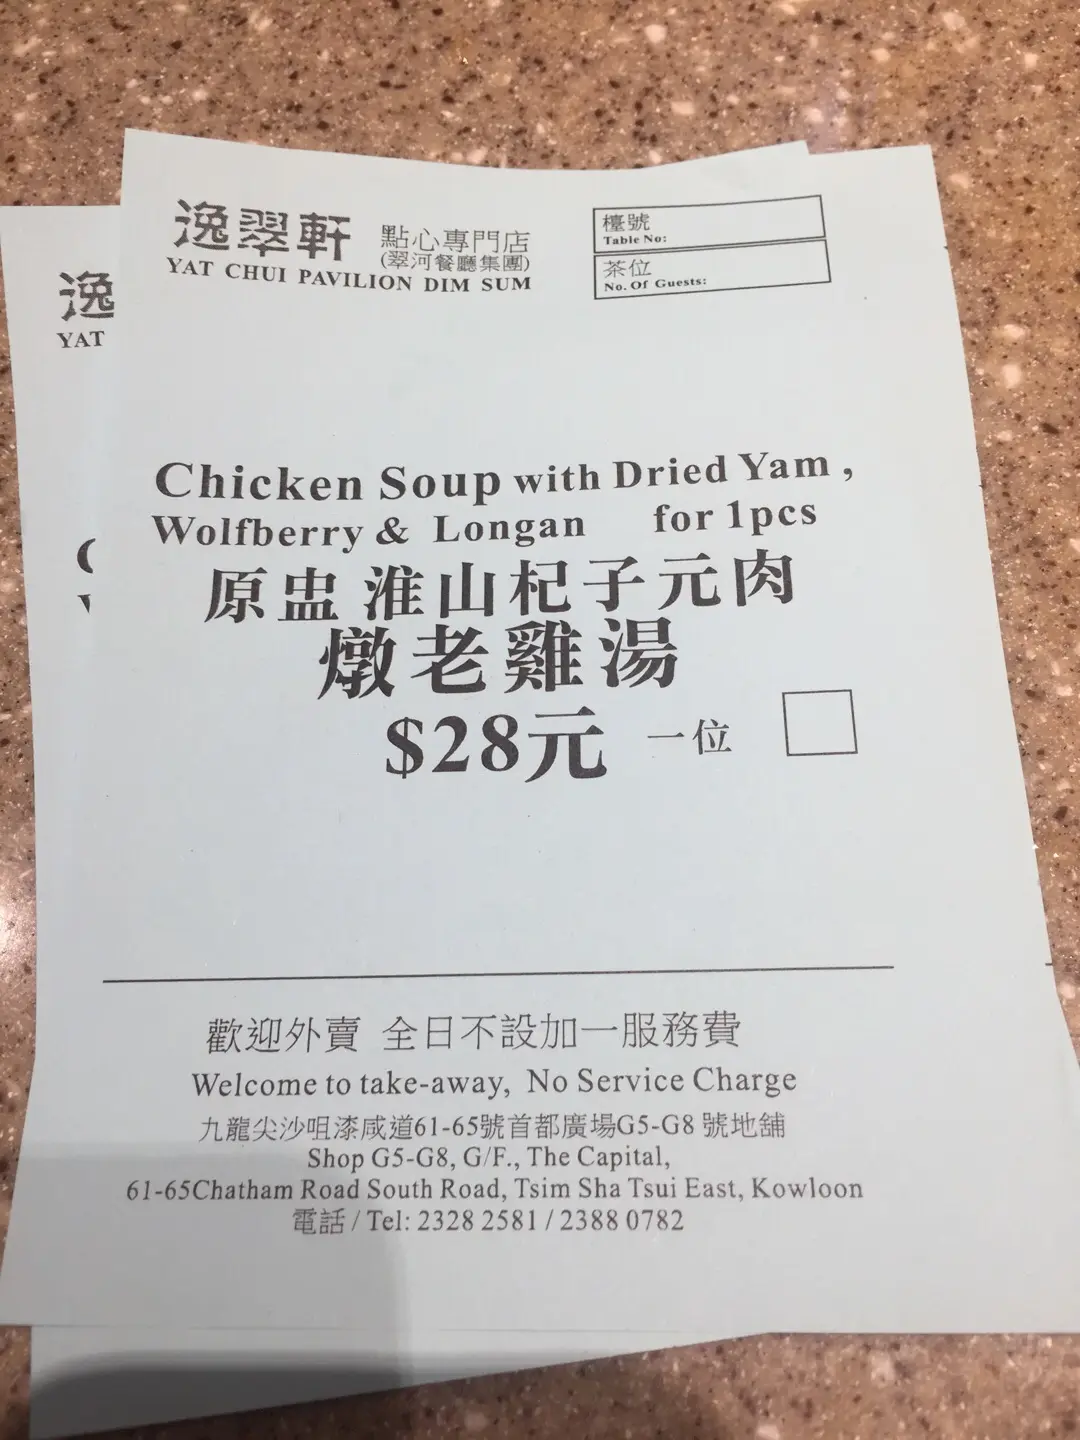 逸翠軒 點心專門店
(翠河餐廳集團)
YAT CHUI PAVILION DIM SUM
檯號
Table No:
茶位
No. Of Guests:
逸
YAT
Chicken Soup with Dried Yam ,
Wolfberry & Longan for 1pcs
原盅 淮山杞子元肉
燉老雞湯
$28元 一位
歡迎外賣 全日不設加一服務費
Welcome to take-away, No Service Charge
九龍尖沙咀漆咸道61-65號首都廣場G5-G8 號地舖
Shop G5-G8, G/F., The Capital,
61-65Chatham Road South Road, Tsim Sha Tsui East, Kowloon
電話 / Tel: 2328 2581 / 2388 0782